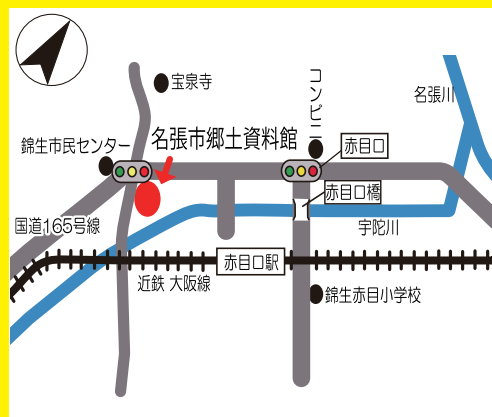 宝泉寺
コンビニ
名張川
錦生市民センター
名張市郷土資料館
赤目口
赤目口橋
国道165号線
宇陀川
赤目口駅
近鉄 大阪線
錦生赤目小学校